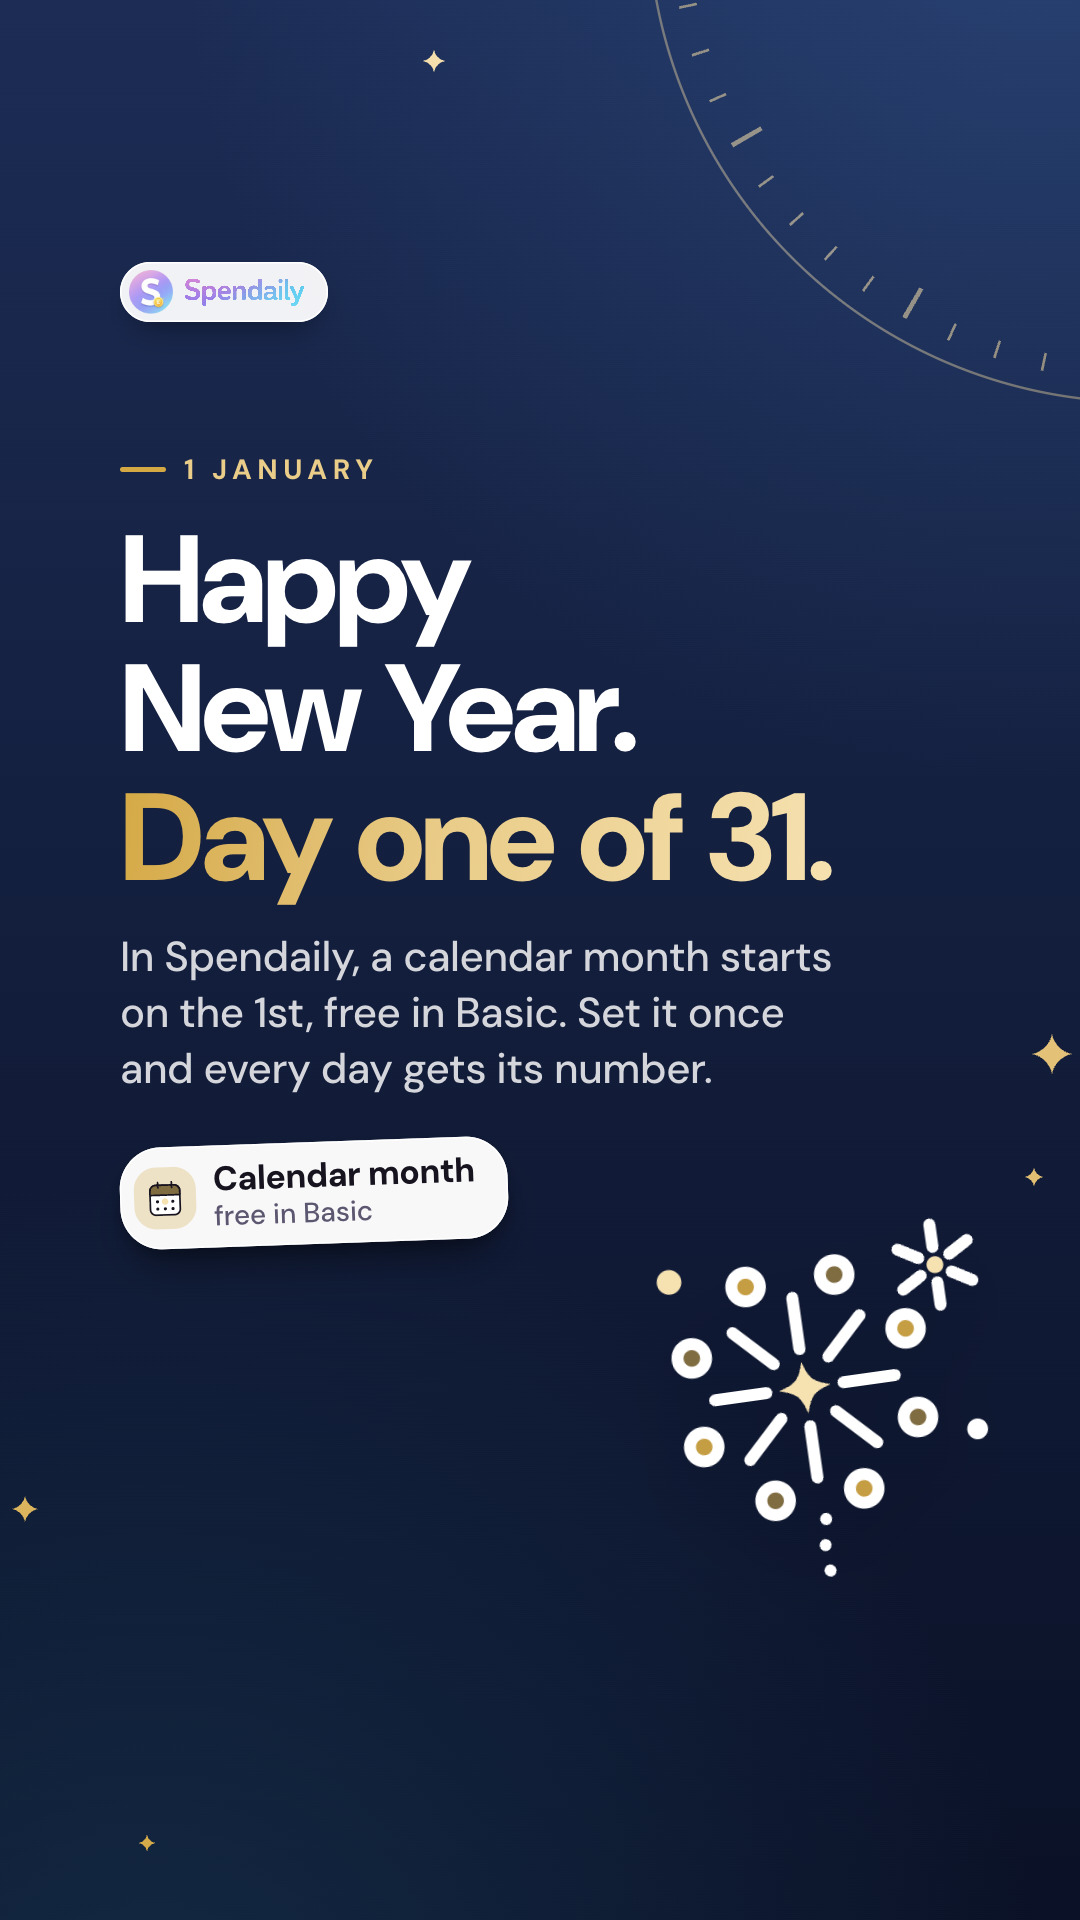 Spendaily
1 JANUARY
Happy
New Year.
Day one of 31.
In Spendaily, a calendar month starts
on the 1st, free in Basic. Set it once
and every day gets its number.
Calendar month
free in Basic